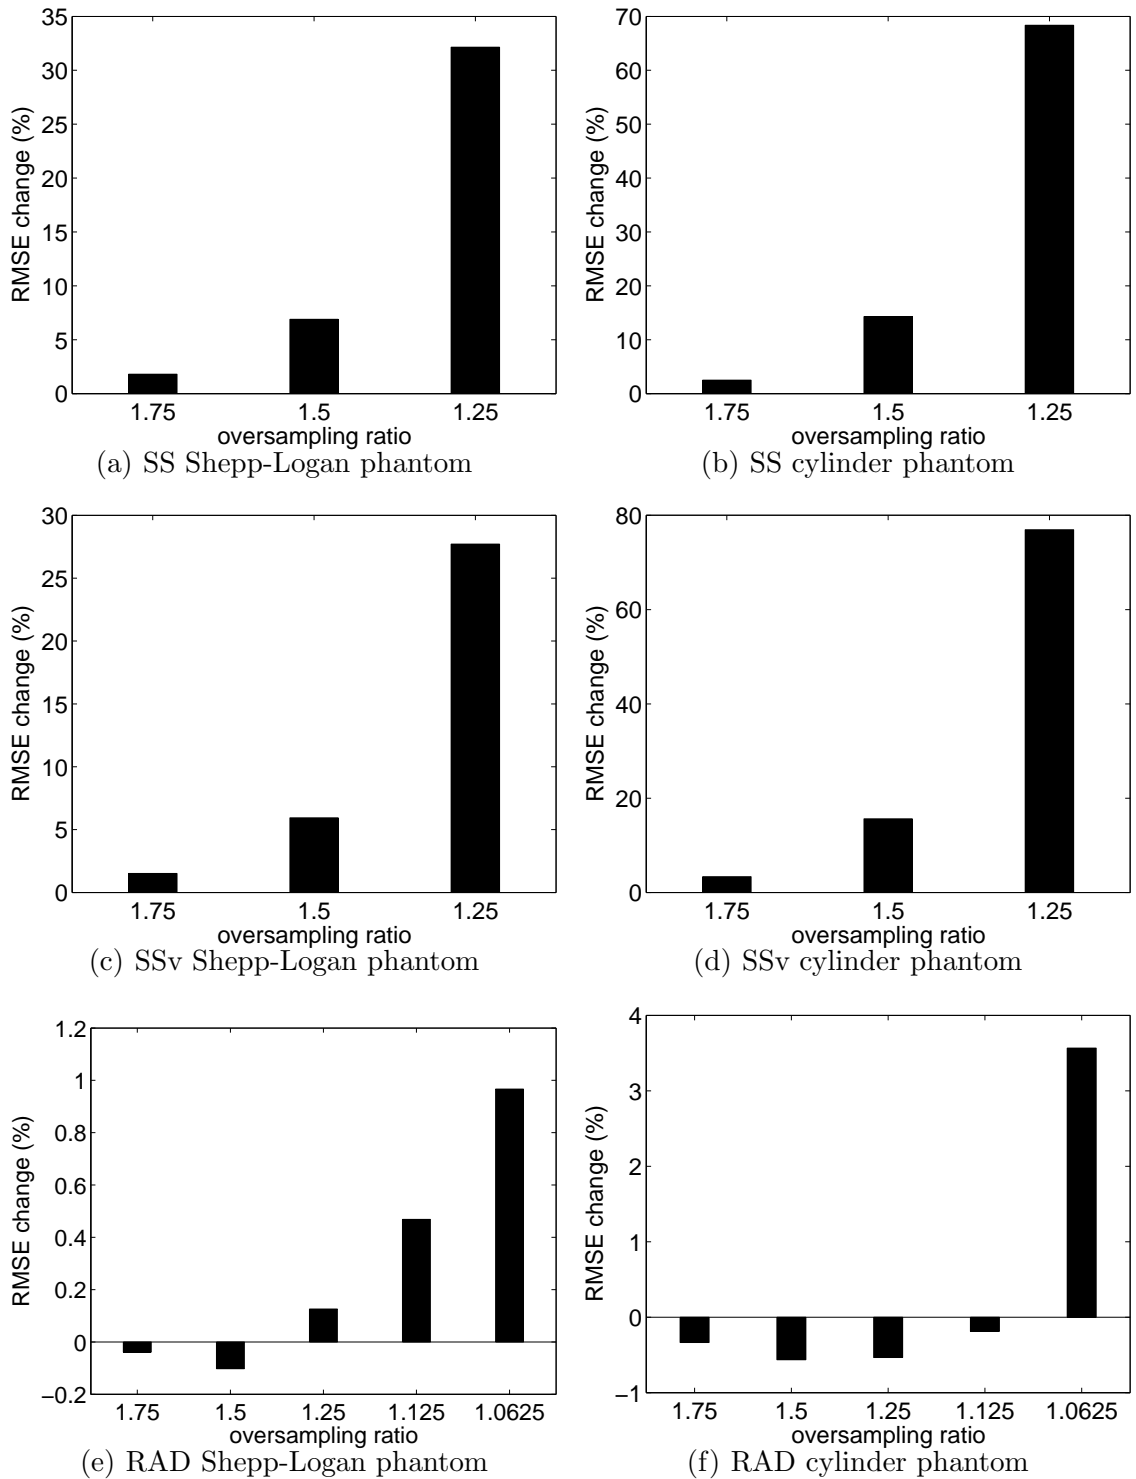 35
30
25
20
15
10
5
0
RMSE change (%)
1.75 1.5 1.25
oversampling ratio
(a) SS Shepp-Logan phantom
70
60
50
40
30
20
10
0
RMSE change (%)
1.75 1.5 1.25
oversampling ratio
(b) SS cylinder phantom
30
25
20
15
10
5
0
RMSE change (%)
1.75 1.5 1.25
oversampling ratio
(c) SSv Shepp-Logan phantom
80
60
40
20
0
RMSE change (%)
1.75 1.5 1.25
oversampling ratio
(d) SSv cylinder phantom
1.2
1
0.8
0.6
0.4
0.2
0
−0.2
RMSE change (%)
1.75 1.5 1.25 1.125 1.0625
oversampling ratio
(e) RAD Shepp-Logan phantom
4
3
2
1
0
−1
RMSE change (%)
1.75 1.5 1.25 1.125 1.0625
oversampling ratio
(f) RAD cylinder phantom